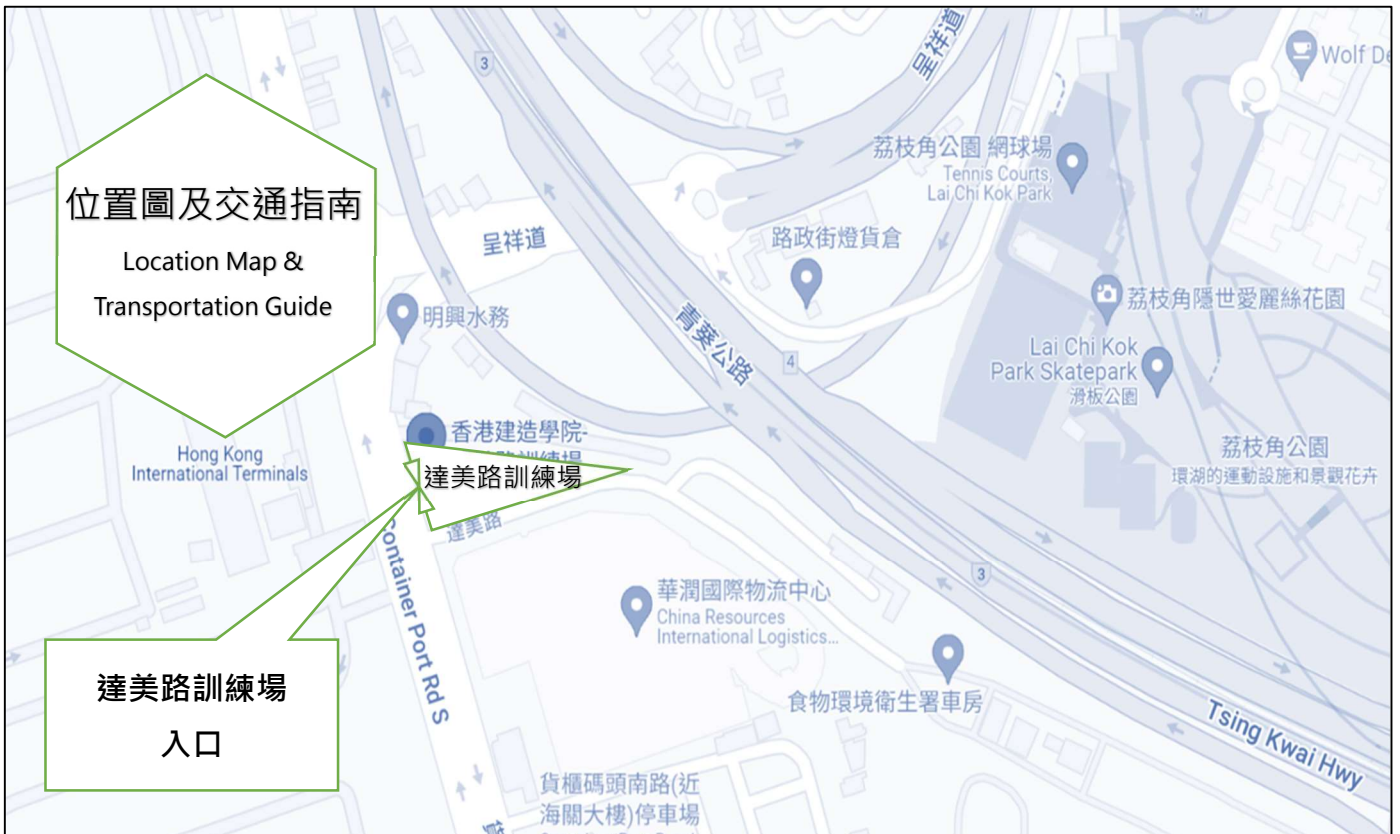 位置圖及交通指南
Location Map &
Transportation Guide
3
呈祥道
Wolf De
荔枝角公園 網球場
Tennis Courts,
Lai Chi Kok Park
呈祥道
路政街燈貨倉
明興水務
荔枝角隱世愛麗絲花園
青葵公路
4
Lai Chi Kok
Park Skatepark
滑板公園
香港建造學院-
Hong Kong
International Terminals
達美路訓練場
荔枝角公園
環湖的運動設施和景觀花卉
達美路
Container Port Rd S
3
華潤國際物流中心
China Resources
International Logistics...
達美路訓練場
入口
食物環境衛生署車房
Tsing Kwai Hwy
貨櫃碼頭南路(近
海關大樓)停車場